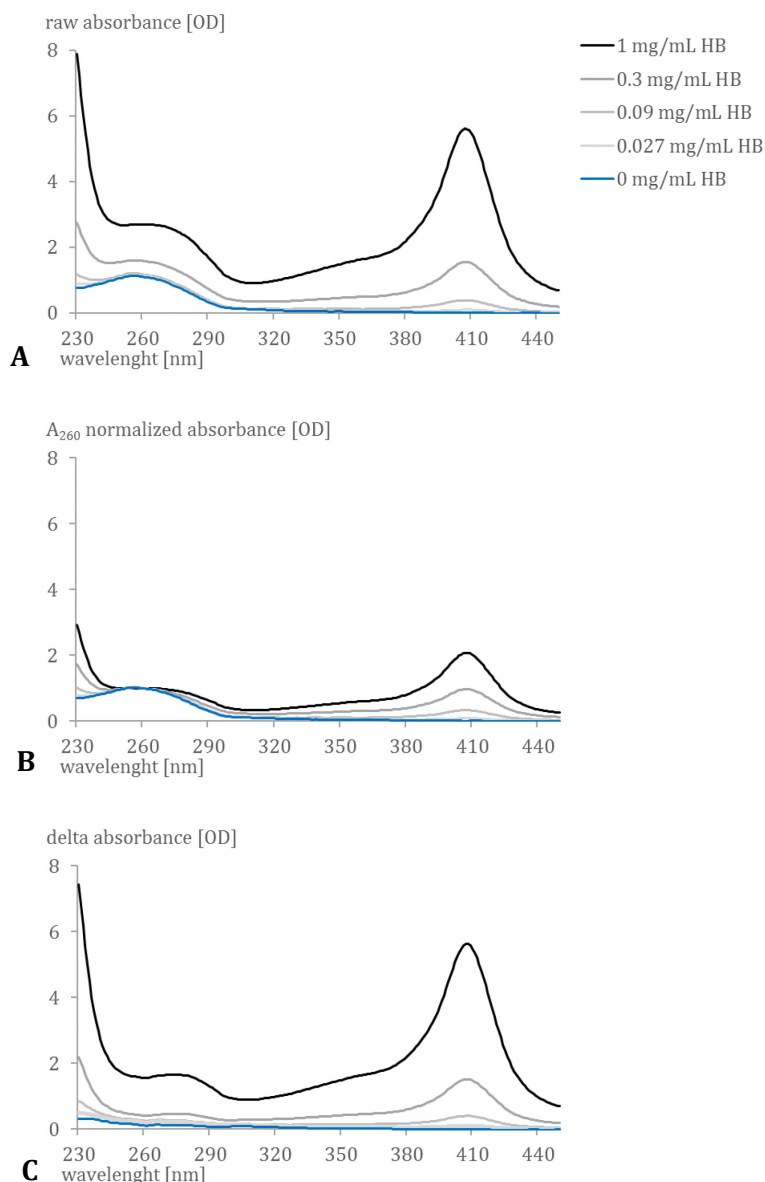 raw absorbance [OD]
8
6
4
2
0
230 260 290 320 350 380 410 440
wavelenght [nm]
A
1 mg/mL HB
0.3 mg/mL HB
0.09 mg/mL HB
0.027 mg/mL HB
0 mg/mL HB
A₂₆₀ normalized absorbance [OD]
8
6
4
2
0
230 260 290 320 350 380 410 440
wavelenght [nm]
B
delta absorbance [OD]
8
6
4
2
0
230 260 290 320 350 380 410 440
wavelenght [nm]
C